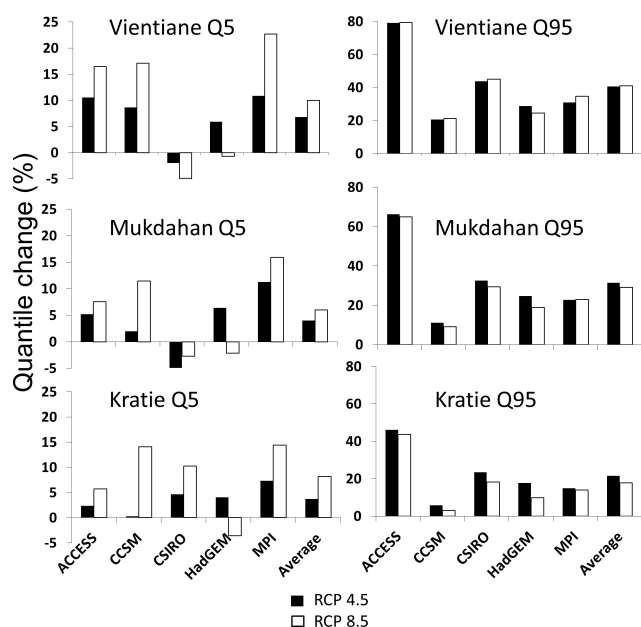 Quantile change (%)
Vientiane Q5
25
20
15
10
5
0
-5
Vientiane Q95
80
60
40
20
0
Mukdahan Q5
25
20
15
10
5
0
-5
Mukdahan Q95
80
60
40
20
0
Kratie Q5
25
20
15
10
5
0
-5
ACCESS
CCSM
CSIRO
HadGEM
MPI
Average
Kratie Q95
80
60
40
20
0
ACCESS
CCSM
CSIRO
HadGEM
MPI
Average
RCP 4.5
RCP 8.5